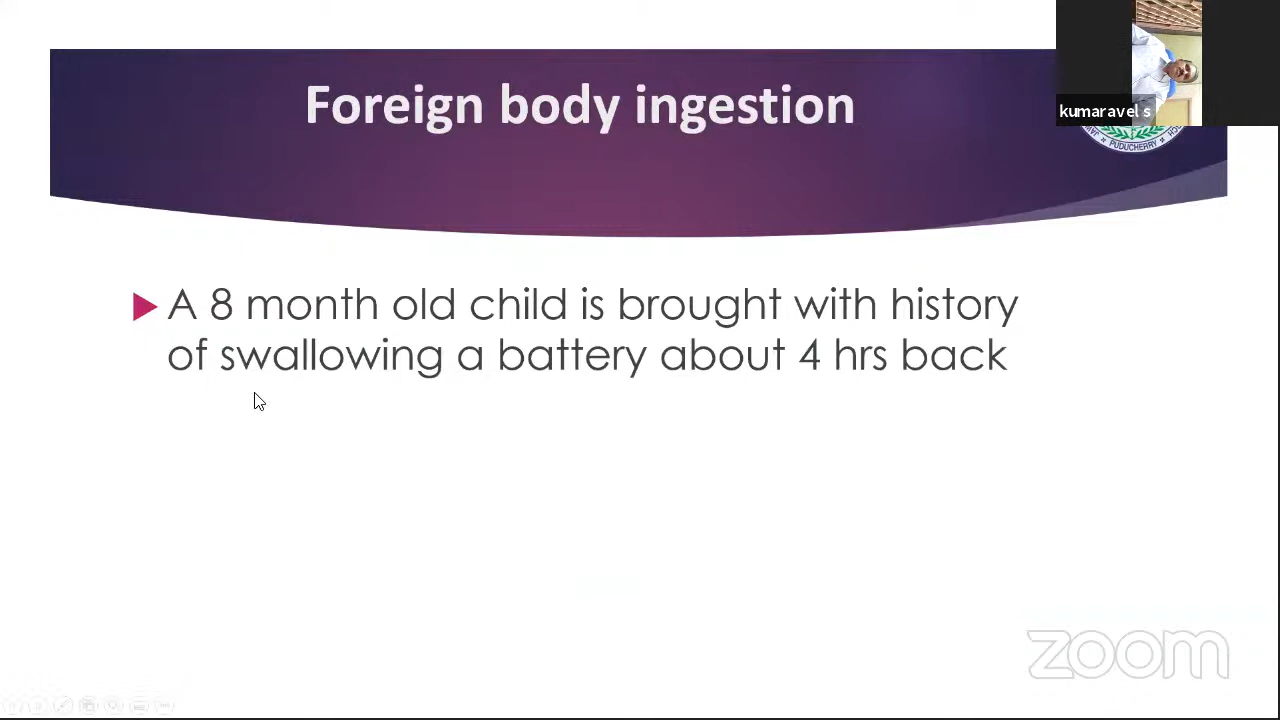 Foreign body ingestion
kumaravel s
PUDUCHERRY
A 8 month old child is brought with history
of swallowing a battery about 4 hrs back
zoom